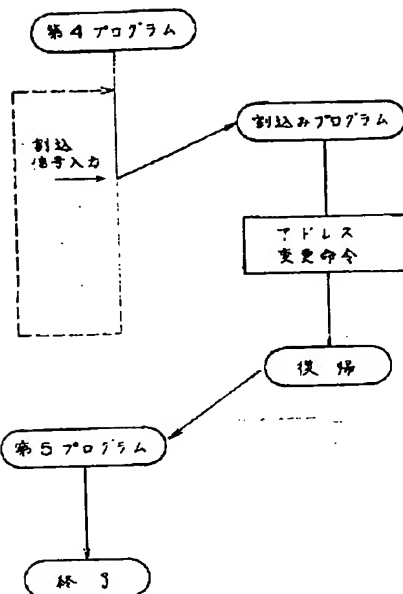 第4プログラム
割込
信号入力
割込みプログラム
アドレス
変更命令
復帰
第5プログラム
終了